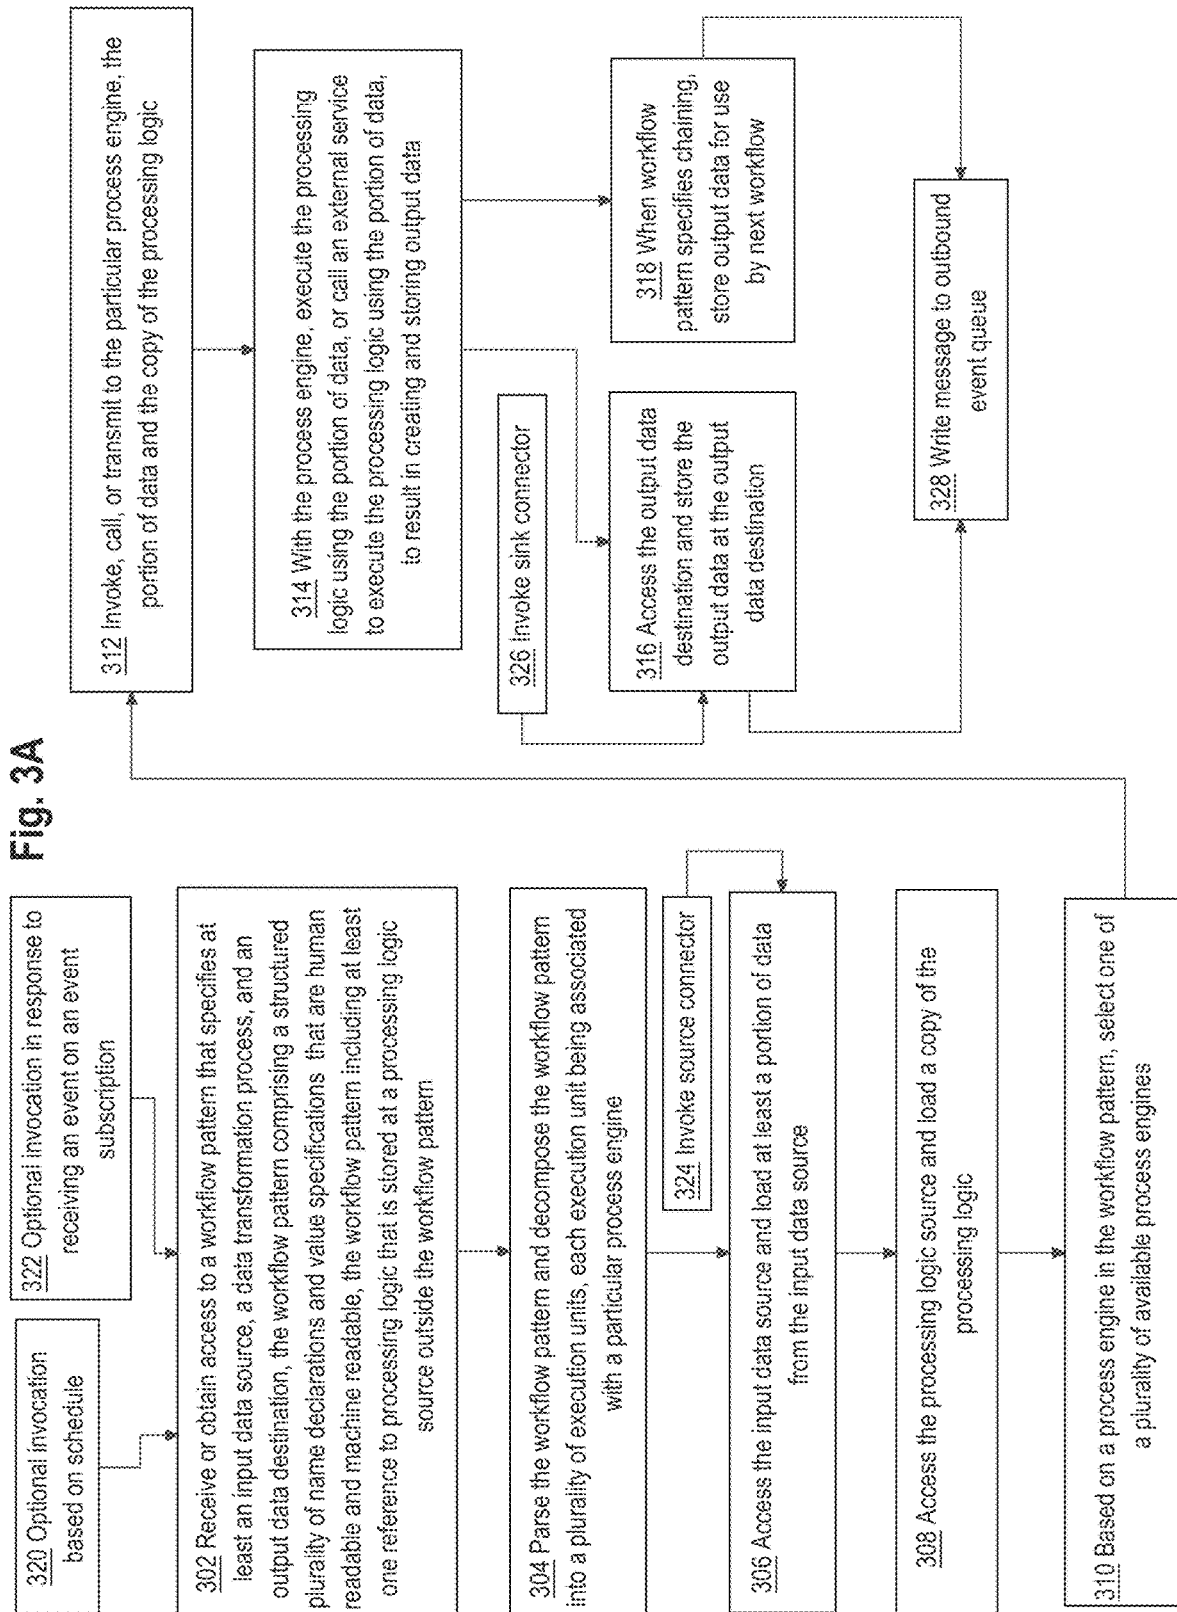 Fig. 3A
320 Optional invocation
based on schedule
322 Optional invocation in response to
receiving an event on an event
subscription
302 Receive or obtain access to a workflow pattern that specifies at
least an input data source, a data transformation process, and an
output data destination, the workflow pattern comprising a structured
plurality of name declarations and value specifications that are human
readable and machine readable, the workflow pattern including at least
one reference to processing logic that is stored at a processing logic
source outside the workflow pattern
304 Parse the workflow pattern and decompose the workflow pattern
into a plurality of execution units, each execution unit being associated
with a particular process engine
324 Invoke source connector
306 Access the input data source and load at least a portion of data
from the input data source
308 Access the processing logic source and load a copy of the
processing logic
310 Based on a process engine in the workflow pattern, select one of
a plurality of available process engines
312 Invoke, call, or transmit to the particular process engine, the
portion of data and the copy of the processing logic
314 With the process engine, execute the processing
logic using the portion of data, or call an external service
to execute the processing logic using the portion of data,
to result in creating and storing output data
326 Invoke sink connector
316 Access the output data
destination and store the
output data at the output
data destination
318 When workflow
pattern specifies chaining,
store output data for use
by next workflow
328 Write message to outbound
event queue